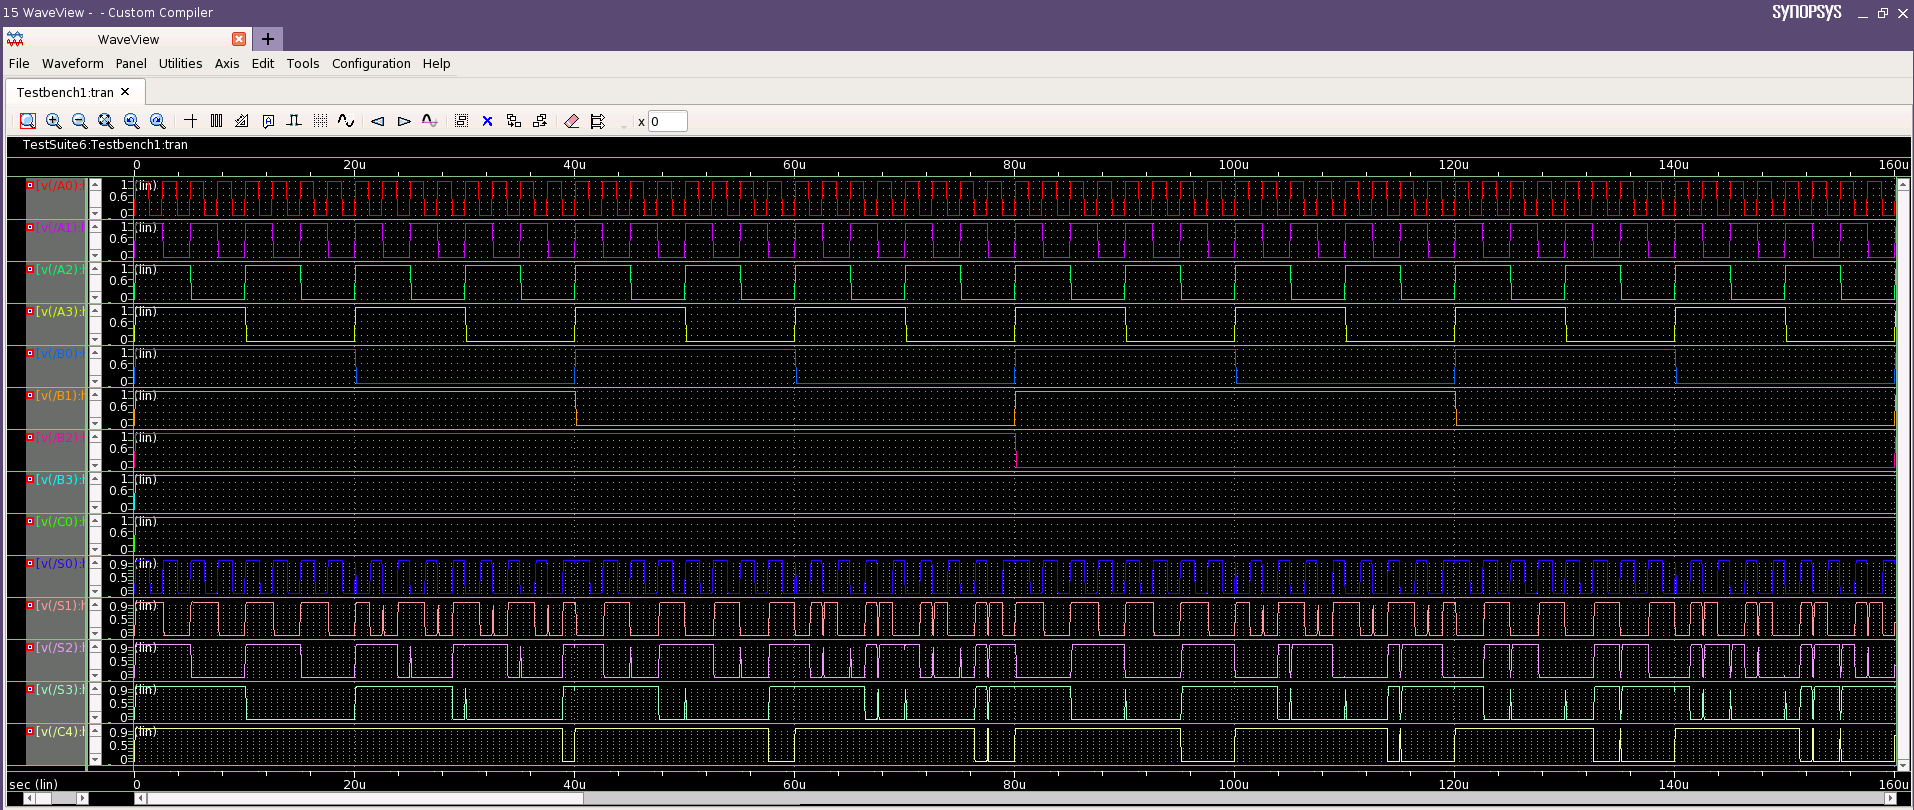 15 WaveView - - Custom Compiler
SYNOPSYS
WaveView
File Waveform Panel Utilities Axis Edit Tools Configuration Help
Testbench1:tran
x 0
TestSuite6:Testbench1:tran
0 20u 40u 60u 80u 100u 120u 140u 160u
[v(/A0): 1 0.6 0 (lin)
[v(/A1): 1 0.6 0 (lin)
[v(/A2): 1 0.6 0 (lin)
[v(/A3): 1 0.6 0 (lin)
[v(/B0): 1 0.6 0 (lin)
[v(/B1): 1 0.6 0 (lin)
[v(/B2): 1 0.6 0 (lin)
[v(/B3): 1 0.6 0 (lin)
[v(/C0): 1 0.6 0 (lin)
[v(/S0): 0.9 0.5 0 (lin)
[v(/S1): 0.9 0.5 0 (lin)
[v(/S2): 0.9 0.5 0 (lin)
[v(/S3): 0.9 0.5 0 (lin)
[v(/C4): 0.9 0.5 0 (lin)
sec (lin) 0 20u 40u 60u 80u 100u 120u 140u 160u